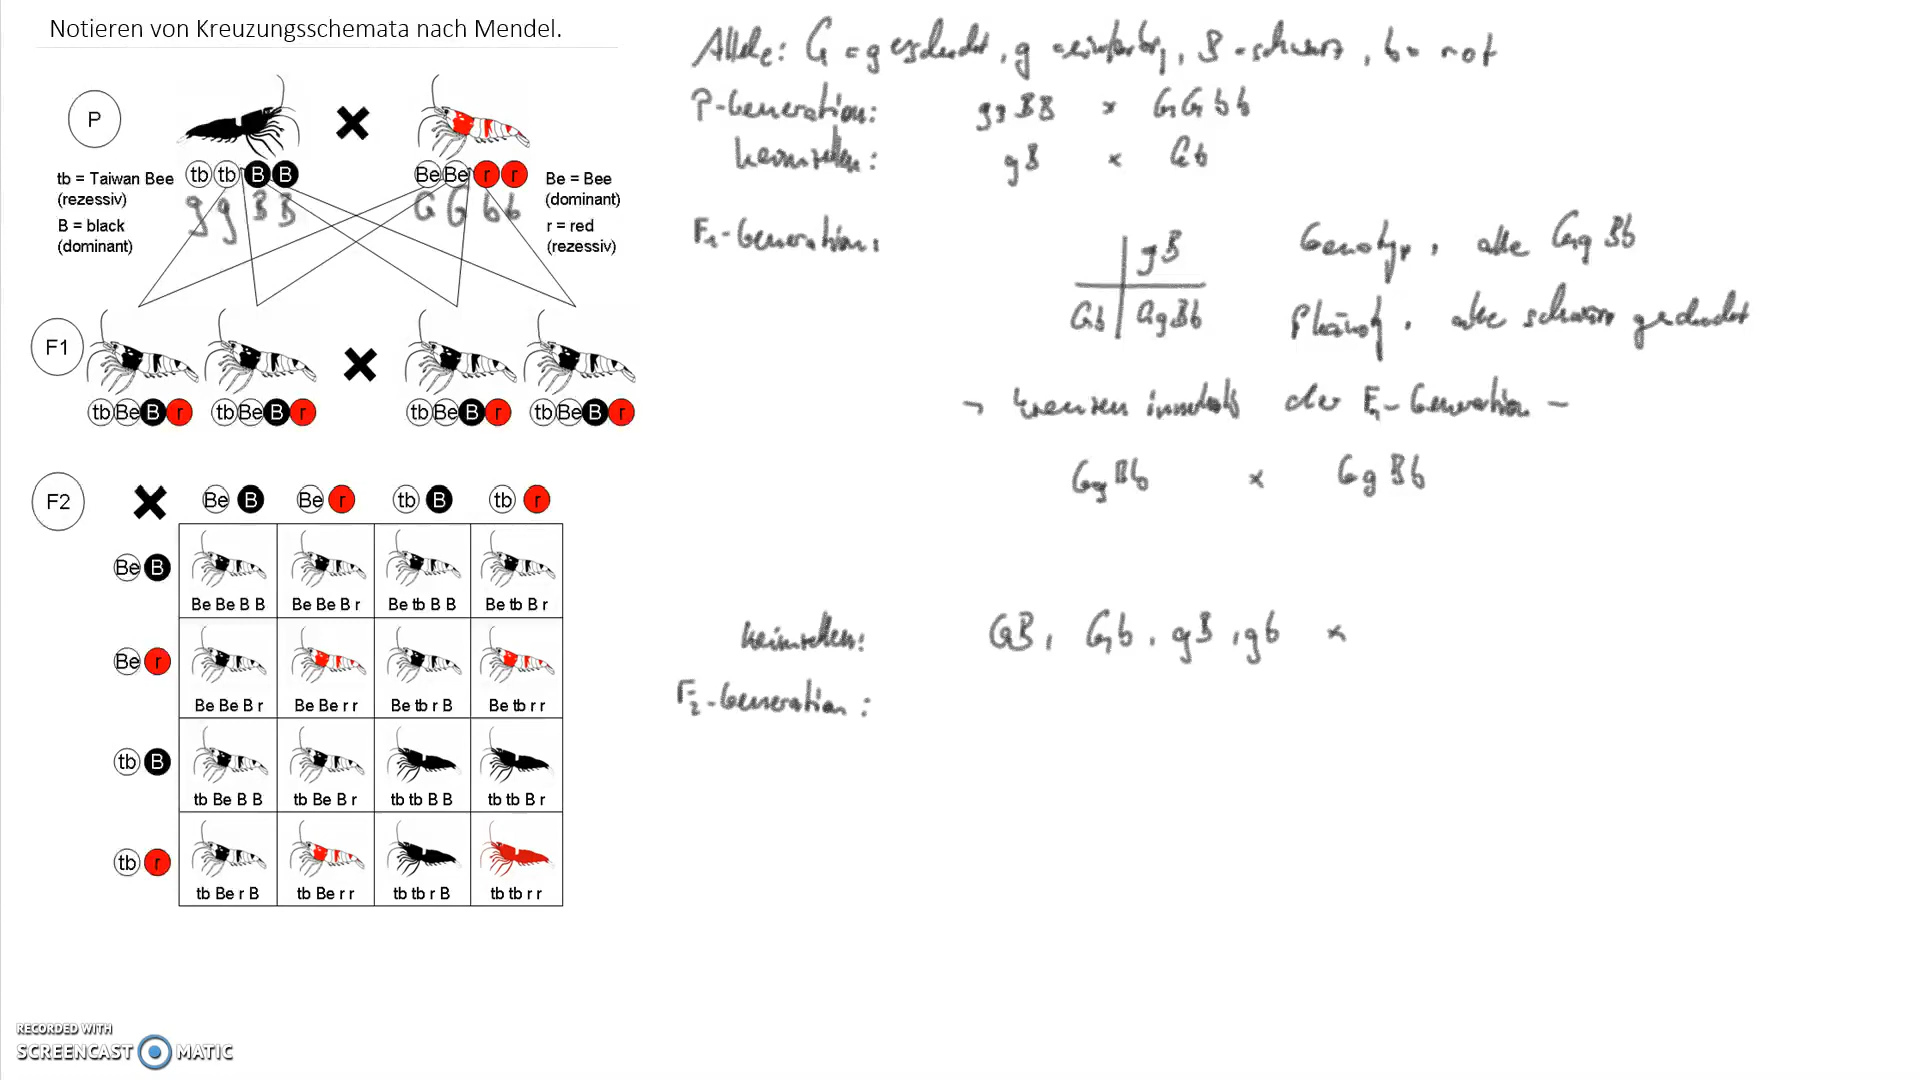 Notieren von Kreuzungsschemata nach Mendel.
P
tb tb B B
Be Be r r
tb = Taiwan Bee
(rezessiv)
B = black
(dominant)
Be = Bee
(dominant)
r = red
(rezessiv)
g g B B
G G b b
F1
tb Be B r
tb Be B r
tb Be B r
tb Be B r
F2
Be B
Be r
tb B
tb r
Be B
Be Be B B
Be Be B r
Be tb B B
Be tb B r
Be r
Be Be B r
Be Be r r
Be tb r B
Be tb r r
tb B
tb Be B B
tb Be B r
tb tb B B
tb tb B r
tb r
tb Be r B
tb Be r r
tb tb r B
tb tb r r
Allele: G = gescheckt, g = einfarbig, B = schwarz, b = rot
P-Generation: ggBB x GGbb
Keimzellen: gB x Gb
F1-Generation:
gB
Gb GgBb
Genotyp: alle GgBb
Phänot: alle schwarz gescheckt
- Kreuzen innerhalb der F1-Generation -
GgBb x GgBb
Keimzellen: GB, Gb, gB, gb x
F2-Generation:
RECORDED WITH
SCREENCAST MATIC